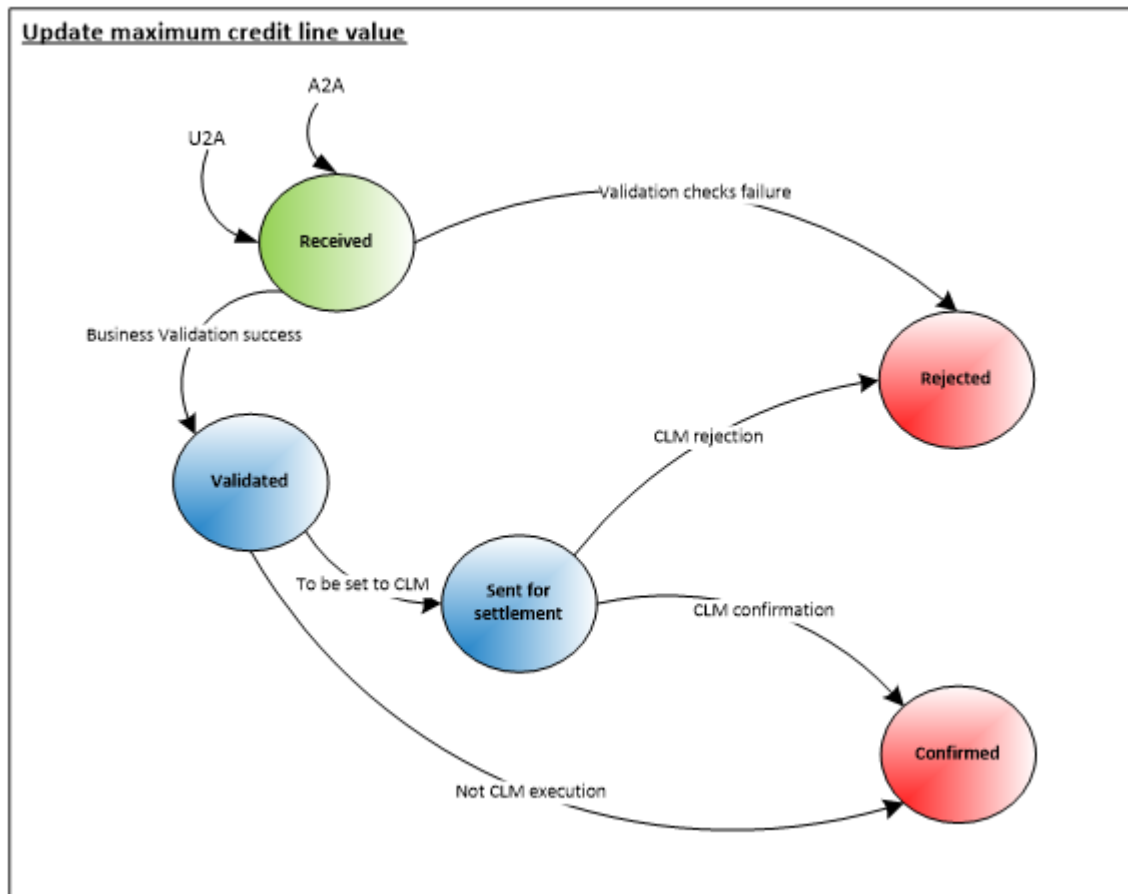 Update maximum credit line value
A2A
U2A
Validation checks failure
Received
Business Validation success
Rejected
CLM rejection
Validated
To be set to CLM
Sent for
settlement
CLM confirmation
Confirmed
Not CLM execution